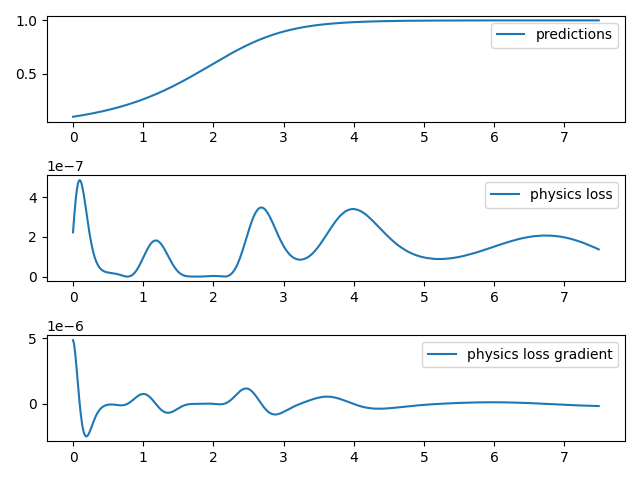 1.0
0.5
predictions
0 1 2 3 4 5 6 7
1e−7
4
2
0
physics loss
0 1 2 3 4 5 6 7
1e−6
5
0
physics loss gradient
0 1 2 3 4 5 6 7